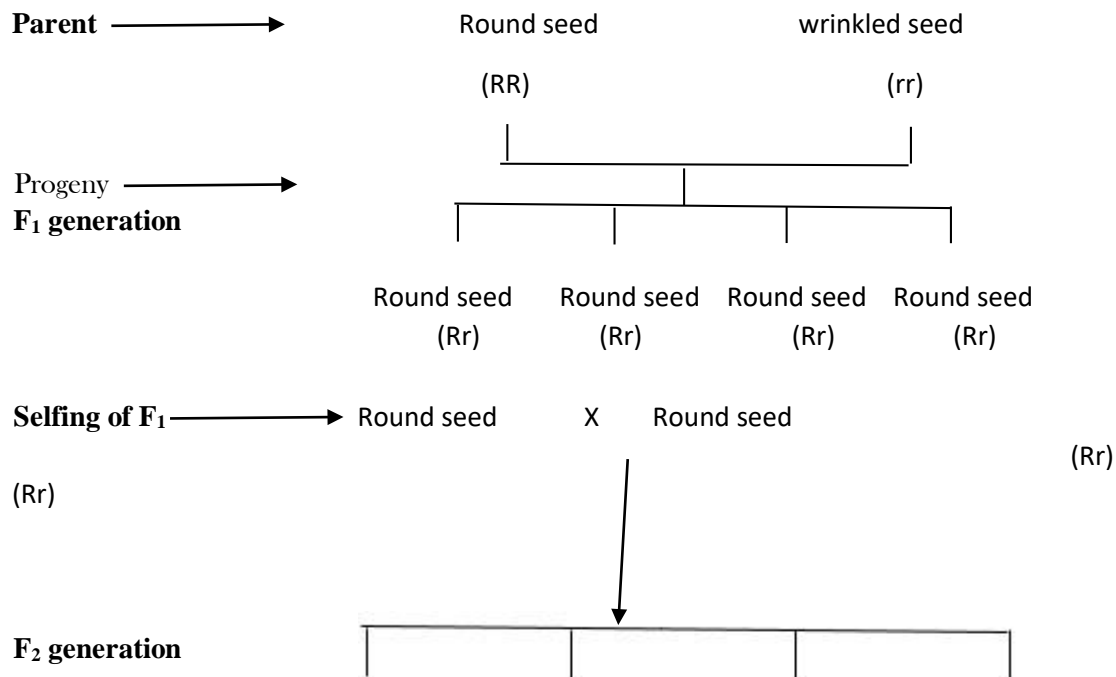 Parent Round seed wrinkled seed
(RR) (rr)
Progeny
F₁ generation
Round seed Round seed Round seed Round seed
(Rr) (Rr) (Rr) (Rr)
Selfing of F₁ Round seed X Round seed
(Rr)
(Rr)
F₂ generation